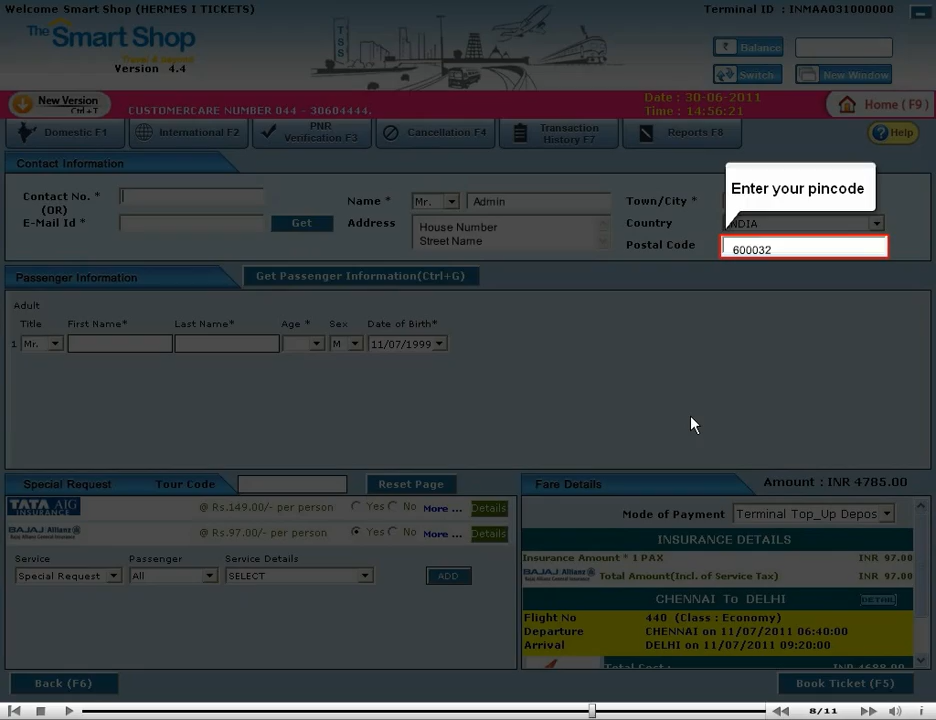 Welcome Smart Shop (HERMES I TICKETS)
Terminal ID : INMAA031000000
The Smart Shop
Version 4.4
TSS
Balance
Switch
New Window
New Version
Ctrl+T
CUSTOMERCARE NUMBER 044 - 30604444.
Date : 30-06-2011
Time : 14:56:21
Home ( F9 )
Domestic F1
International F2
PNR
Verification F3
Cancellation F4
Transaction
History F7
Reports F8
Help
Contact Information
Contact No. *
(OR)
E-Mail Id *
Get
Name *
Mr.
Admin
Address
House Number
Street Name
Town/City *
Country
NDIA
Postal Code
600032
Enter your pincode
Passenger Information
Get Passenger Information(Ctrl+G)
Adult
Title First Name* Last Name* Age * Sex Date of Birth*
1 Mr. M 11/07/1999
Special Request
Tour Code
Reset Page
TATA AIG
INSURANCE
@ Rs.149.00/- per person
Yes No More ... Details
BAJAJ Allianz
@ Rs.97.00/- per person
Yes No More ... Details
Service Passenger Service Details
Special Request All SELECT ADD
Fare Details
Amount : INR 4785.00
Mode of Payment
Terminal Top_Up Depos
INSURANCE DETAILS
Insurance Amount * 1 PAX INR 97.00
BAJAJ Allianz Total Amount(Incl. of Service Tax) INR 97.00
CHENNAI To DELHI
Flight No 440 (Class : Economy)
Departure CHENNAI on 11/07/2011 06:40:00
Arrival DELHI on 11/07/2011 09:20:00
Total Cost : INR 4688.00
Back (F6)
Book Ticket (F5)
8/11